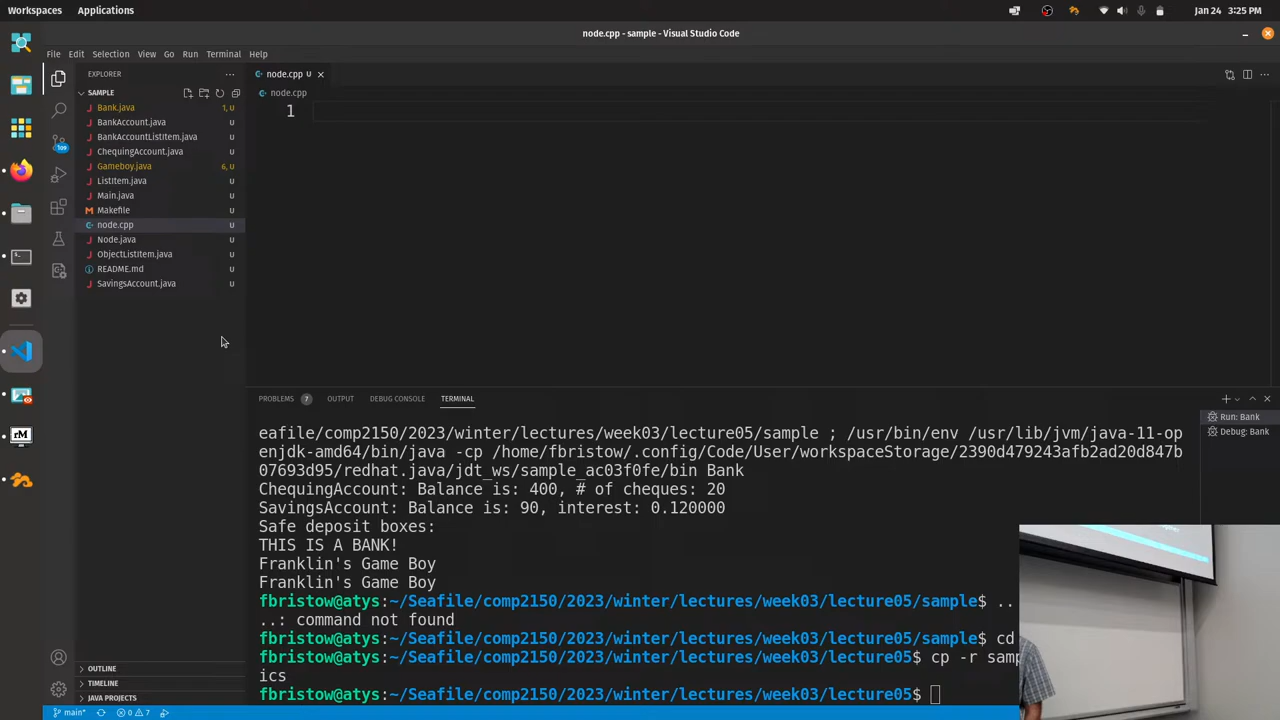 Workspaces Applications Jan 24 3:25 PM
node.cpp - sample - Visual Studio Code
File Edit Selection View Go Run Terminal Help
EXPLORER ··· node.cpp U ×
SAMPLE node.cpp
1
Bank.java 1, U
BankAccount.java U
BankAccountListItem.java U
ChequingAccount.java U
Gameboy.java 6, U
ListItem.java U
Main.java U
Makefile U
node.cpp U
Node.java U
ObjectListItem.java U
README.md U
SavingsAccount.java U
109
PROBLEMS 7 OUTPUT DEBUG CONSOLE TERMINAL
Run: Bank
Debug: Bank
eafile/comp2150/2023/winter/lectures/week03/lecture05/sample ; /usr/bin/env /usr/lib/jvm/java-11-op
enjdk-amd64/bin/java -cp /home/fbristow/.config/Code/User/workspaceStorage/2390d479243afb2ad20d847b
07693d95/redhat.java/jdt_ws/sample_ac03f0fe/bin Bank
ChequingAccount: Balance is: 400, # of cheques: 20
SavingsAccount: Balance is: 90, interest: 0.120000
Safe deposit boxes:
THIS IS A BANK!
Franklin's Game Boy
Franklin's Game Boy
fbristow@atys:~/Seafile/comp2150/2023/winter/lectures/week03/lecture05/sample$ ..
..: command not found
fbristow@atys:~/Seafile/comp2150/2023/winter/lectures/week03/lecture05/sample$ cd
fbristow@atys:~/Seafile/comp2150/2023/winter/lectures/week03/lecture05$ cp -r samp
ics
fbristow@atys:~/Seafile/comp2150/2023/winter/lectures/week03/lecture05$
OUTLINE
TIMELINE
JAVA PROJECTS
main* 0 7